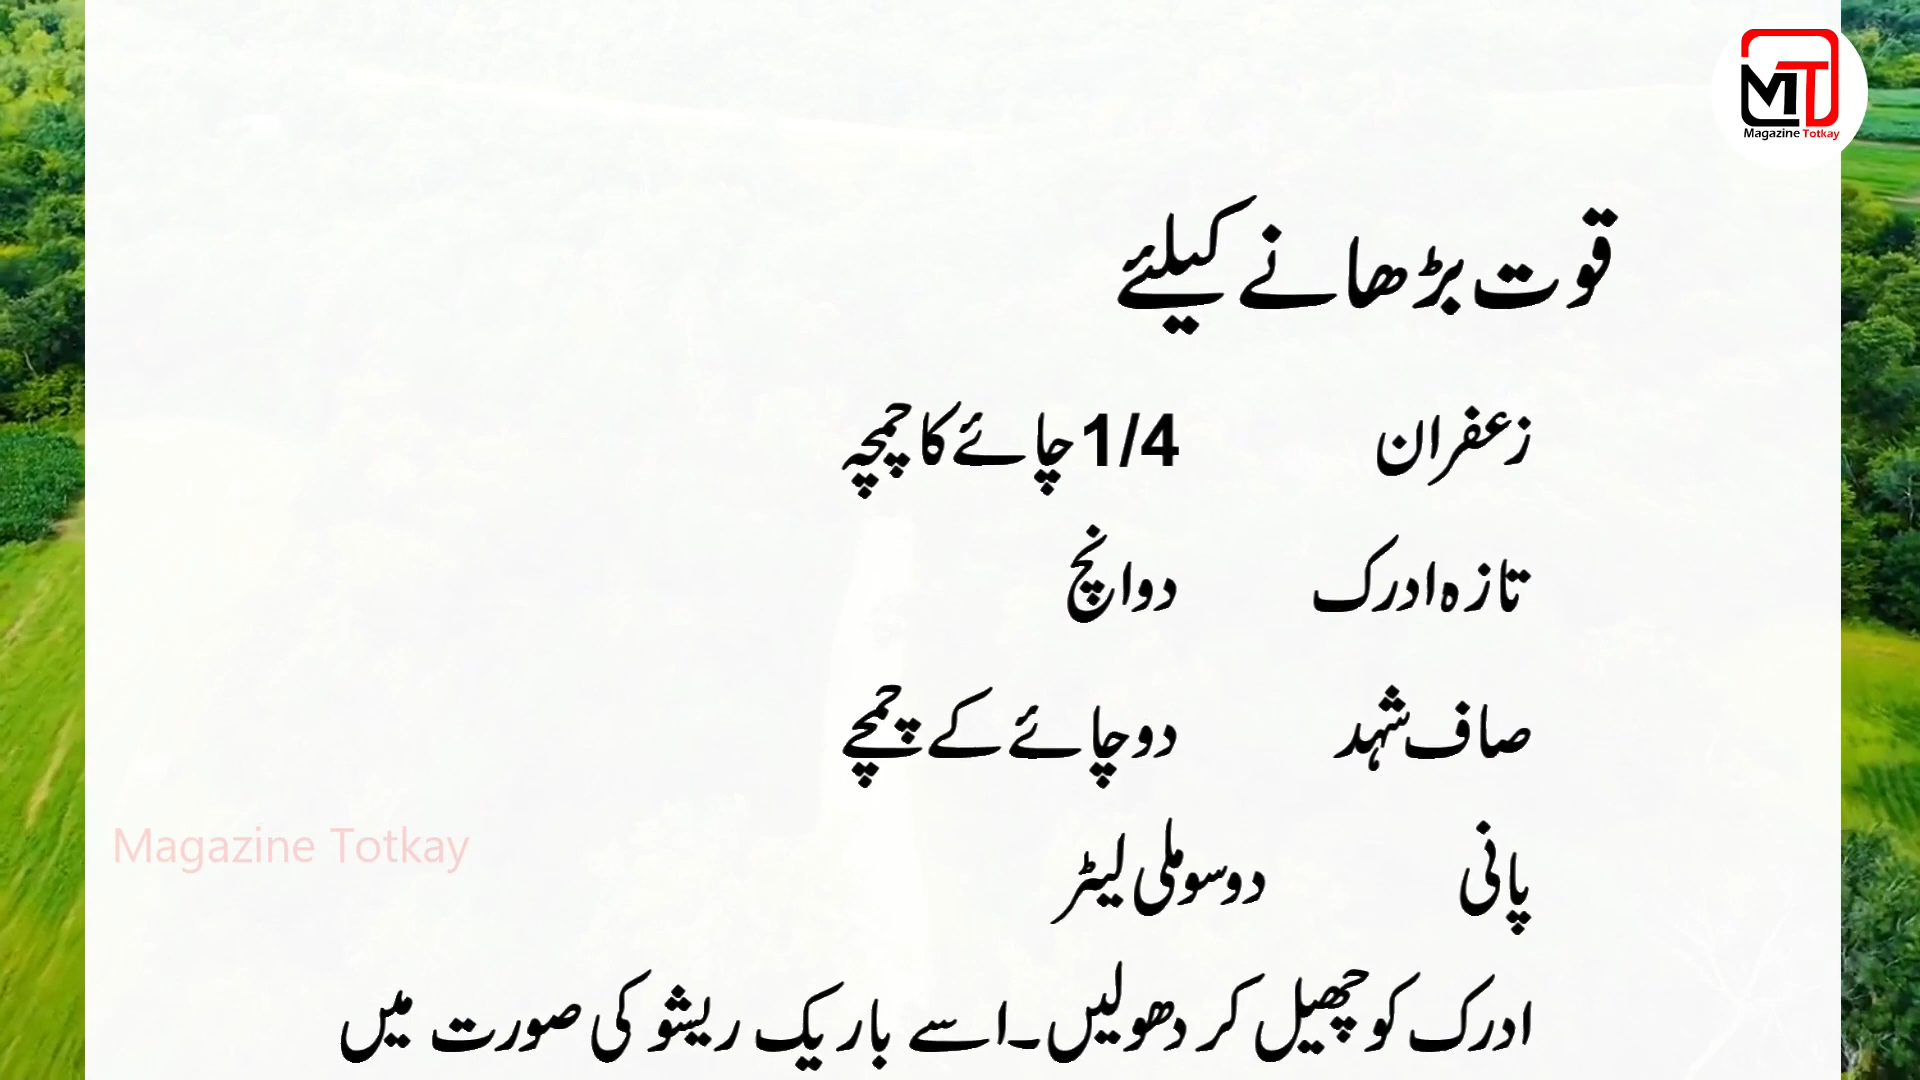 MT
Magazine Totkay
قوت بڑھانے کیلئے
زعفران 1/4 چائے کا چمچہ
تازہ ادرک دو انچ
صاف شہد دو چائے کے چمچے
پانی دو سو ملی لیٹر
Magazine Totkay
ادرک کو چھیل کر دھولیں۔ اسے باریک ریشو کی صورت میں